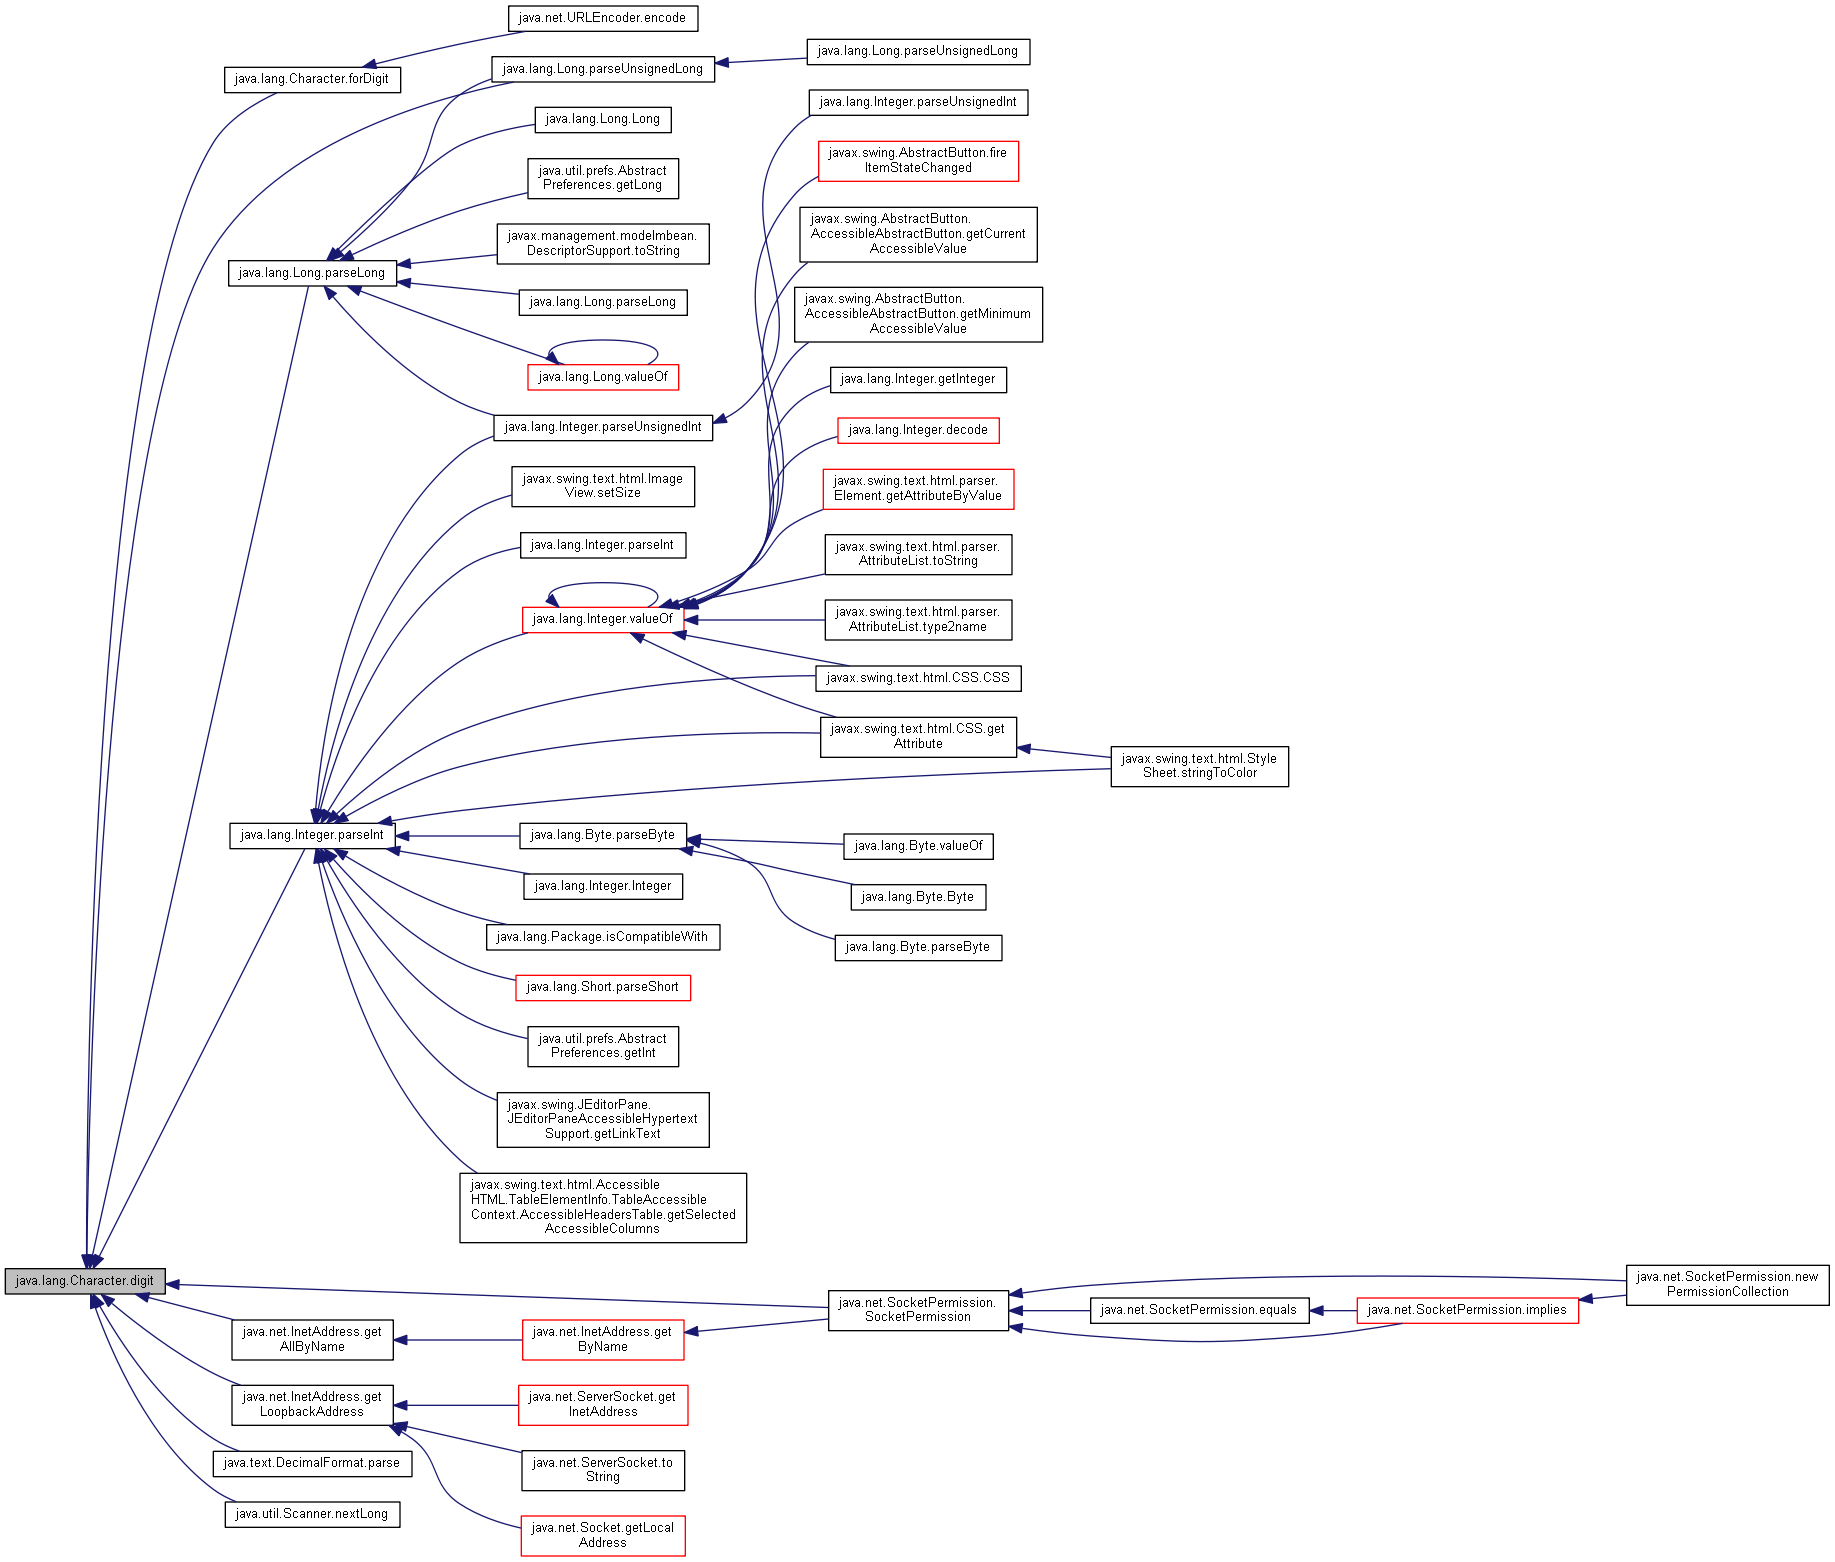 java.net.URLEncoder.encode
java.lang.Character.forDigit
java.lang.Long.parseUnsignedLong
java.lang.Long.parseUnsignedLong
java.lang.Long.Long
java.util.prefs.Abstract
Preferences.getLong
javax.management.modelmbean.
DescriptorSupport.toString
java.lang.Long.parseLong
java.lang.Long.parseLong
java.lang.Long.valueOf
java.lang.Integer.parseUnsignedInt
java.lang.Integer.parseUnsignedInt
javax.swing.AbstractButton.fire
ItemStateChanged
javax.swing.AbstractButton.
AccessibleAbstractButton.getCurrent
AccessibleValue
javax.swing.AbstractButton.
AccessibleAbstractButton.getMinimum
AccessibleValue
java.lang.Integer.getInteger
java.lang.Integer.decode
javax.swing.text.html.parser.
Element.getAttributeByValue
javax.swing.text.html.parser.
AttributeList.toString
javax.swing.text.html.parser.
AttributeList.type2name
javax.swing.text.html.Image
View.setSize
java.lang.Integer.parseInt
java.lang.Integer.valueOf
javax.swing.text.html.CSS.CSS
javax.swing.text.html.CSS.get
Attribute
javax.swing.text.html.Style
Sheet.stringToColor
java.lang.Integer.parseInt
java.lang.Byte.parseByte
java.lang.Byte.valueOf
java.lang.Byte.Byte
java.lang.Byte.parseByte
java.lang.Integer.Integer
java.lang.Package.isCompatibleWith
java.lang.Short.parseShort
java.util.prefs.Abstract
Preferences.getInt
javax.swing.JEditorPane.
JEditorPaneAccessibleHypertext
Support.getLinkText
javax.swing.text.html.Accessible
HTML.TableElementInfo.TableAccessible
Context.AccessibleHeadersTable.getSelected
AccessibleColumns
java.lang.Character.digit
java.net.SocketPermission.
SocketPermission
java.net.SocketPermission.equals
java.net.SocketPermission.implies
java.net.SocketPermission.new
PermissionCollection
java.net.InetAddress.get
AllByName
java.net.InetAddress.get
ByName
java.net.InetAddress.get
LoopbackAddress
java.net.ServerSocket.get
InetAddress
java.net.ServerSocket.to
String
java.net.Socket.getLocal
Address
java.text.DecimalFormat.parse
java.util.Scanner.nextLong